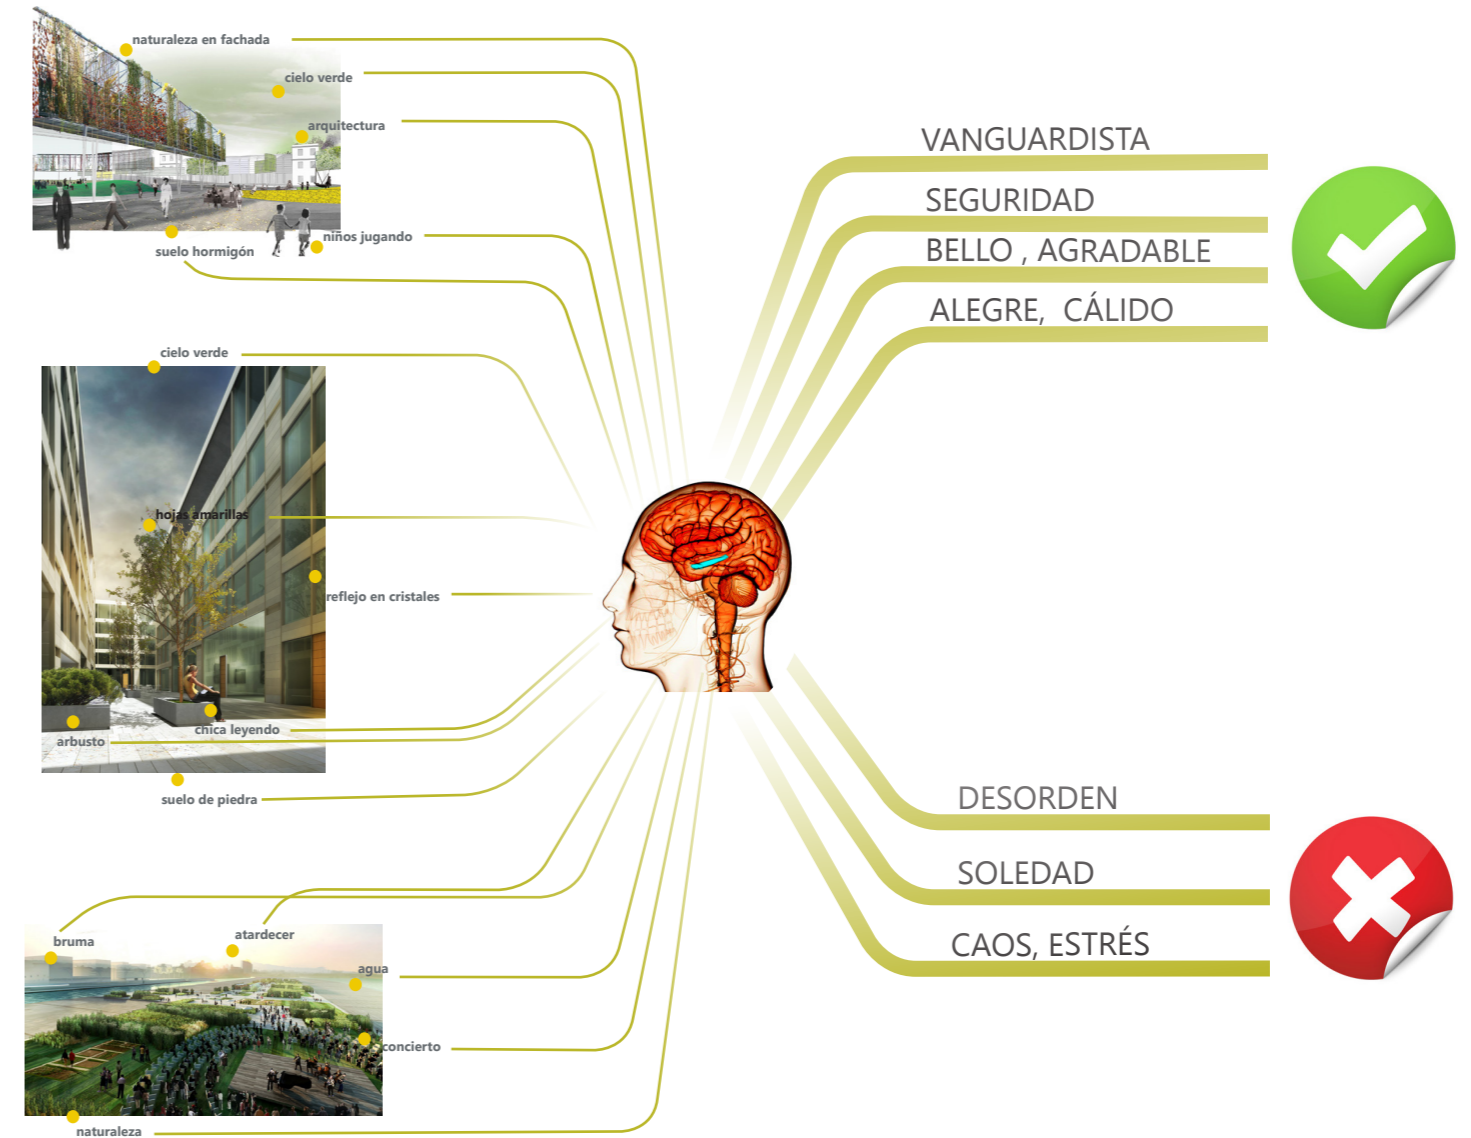 naturaleza en fachada
cielo verde
arquitectura
niños jugando
suelo hormigón
cielo verde
hojas amarillas
reflejo en cristales
chica leyendo
arbusto
suelo de piedra
bruma
atardecer
agua
concierto
naturaleza
VANGUARDISTA
SEGURIDAD
BELLO , AGRADABLE
ALEGRE, CÁLIDO
DESORDEN
SOLEDAD
CAOS, ESTRÉS